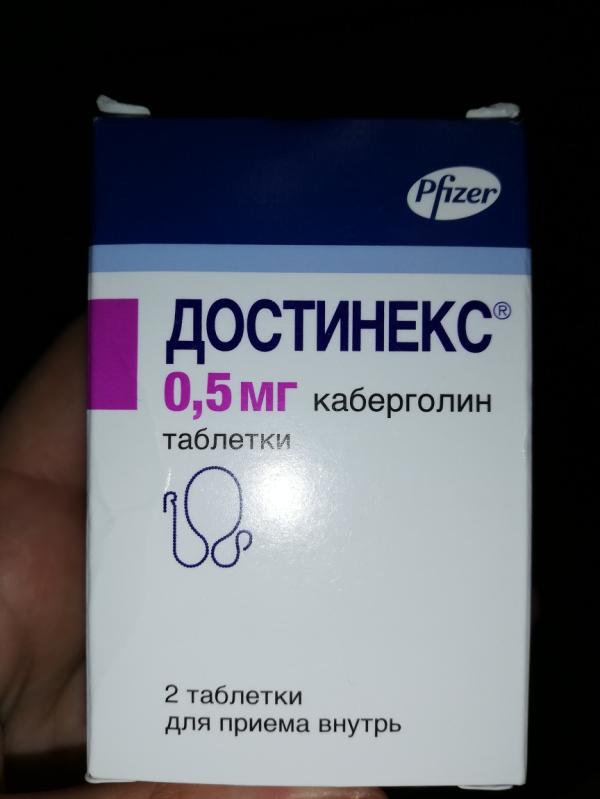 Pfizer
ДОСТИНЕКС®
0,5 мг каберголин
таблетки
2 таблетки
для приема внутрь